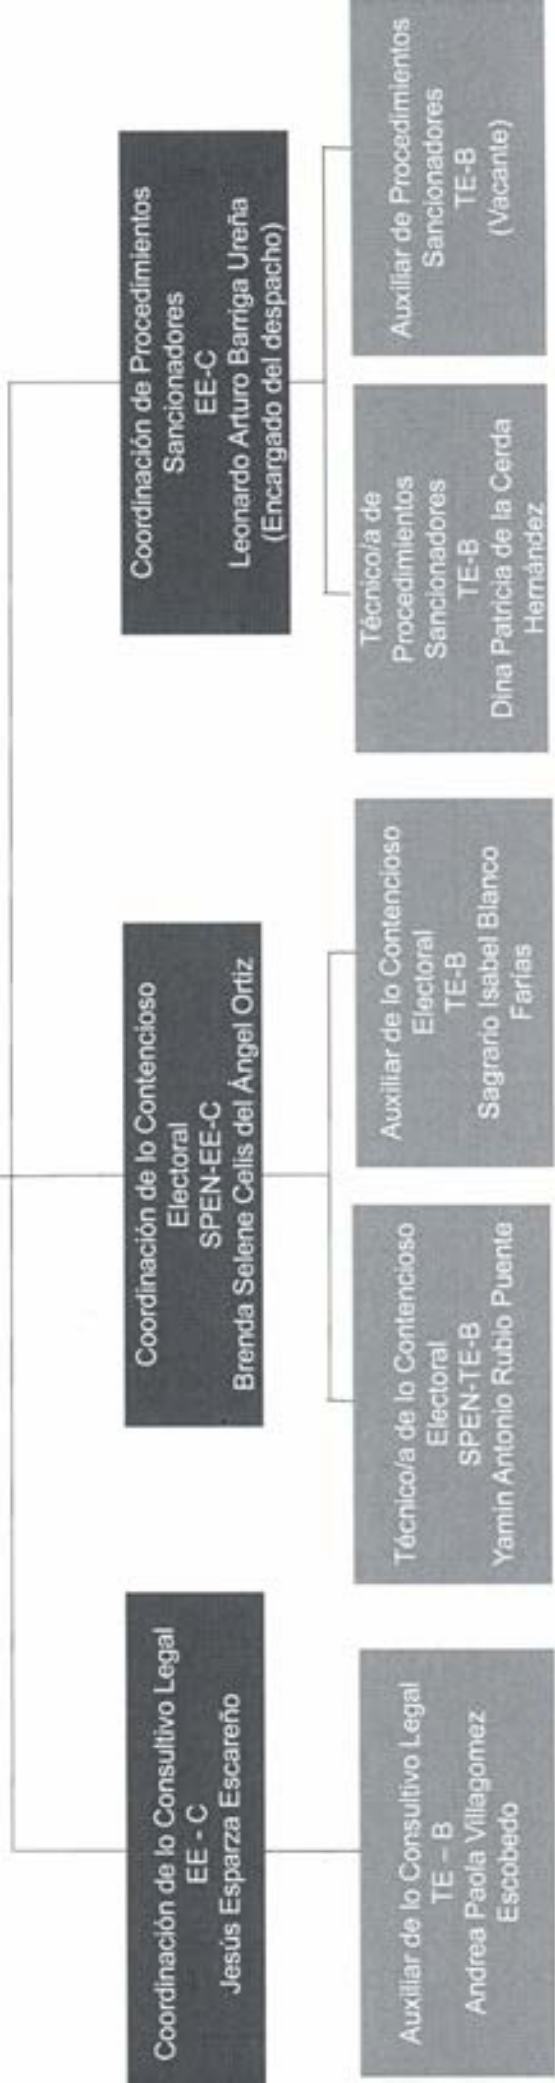 Coordinación de lo Consultivo Legal
EE - C
Jesús Esparza Escareño
Coordinación de lo Contencioso
Electoral
SPEN-EE-C
Brenda Selene Celis del Ángel Ortiz
Coordinación de Procedimientos
Sancionadores
EE-C
Leonardo Arturo Barriga Ureña
(Encargado del despacho)
Auxiliar de lo Consultivo Legal
TE – B
Andrea Paola Villagomez
Escobedo
Técnico/a de lo Contencioso
Electoral
SPEN-TE-B
Yamin Antonio Rubio Puente
Auxiliar de lo Contencioso
Electoral
TE-B
Sagrario Isabel Blanco
Farías
Técnico/a de
Procedimientos
Sancionadores
TE-B
Dina Patricia de la Cerda
Hernández
Auxiliar de Procedimientos
Sancionadores
TE-B
(Vacante)